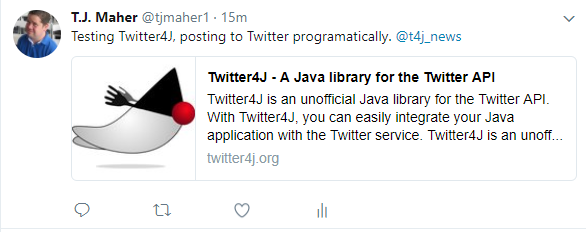 T.J. Maher @tjmaher1 · 15m
Testing Twitter4J, posting to Twitter programatically. @t4j_news
Twitter4J - A Java library for the Twitter API
Twitter4J is an unofficial Java library for the Twitter API.
With Twitter4J, you can easily integrate your Java
application with the Twitter service. Twitter4J is an unoff...
twitter4j.org